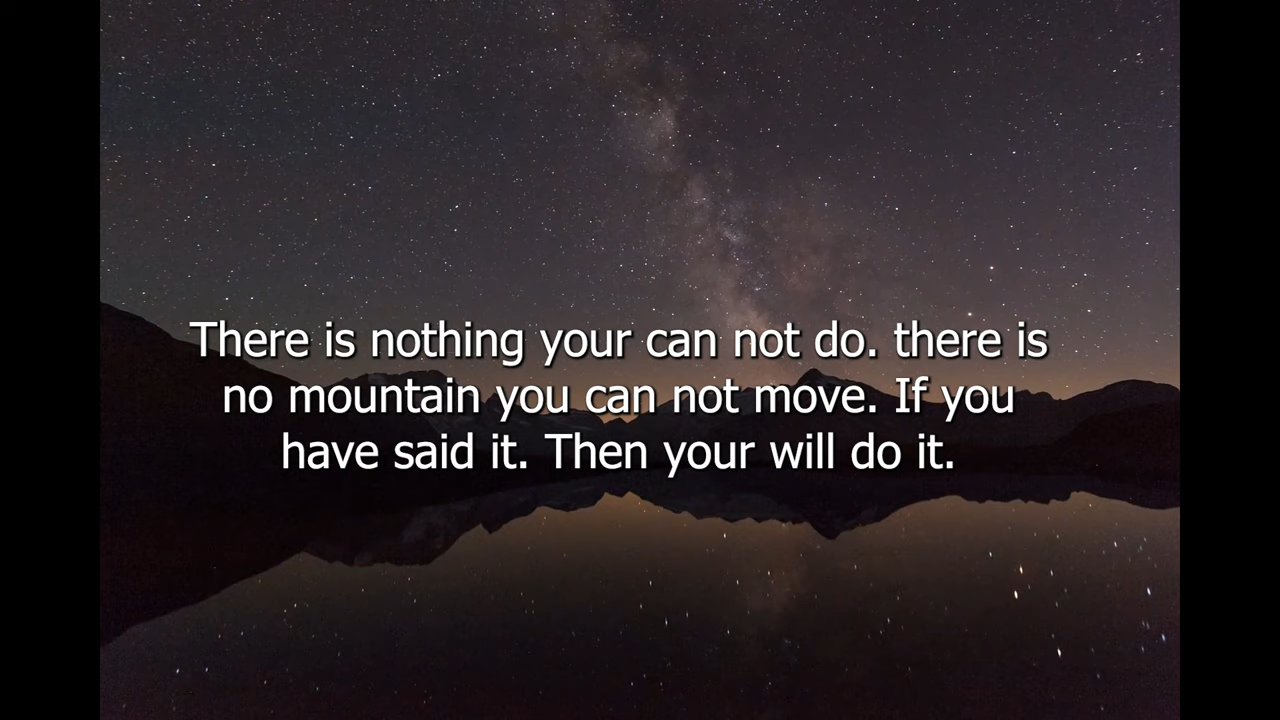 There is nothing your can not do. there is
no mountain you can not move. If you
have said it. Then your will do it.